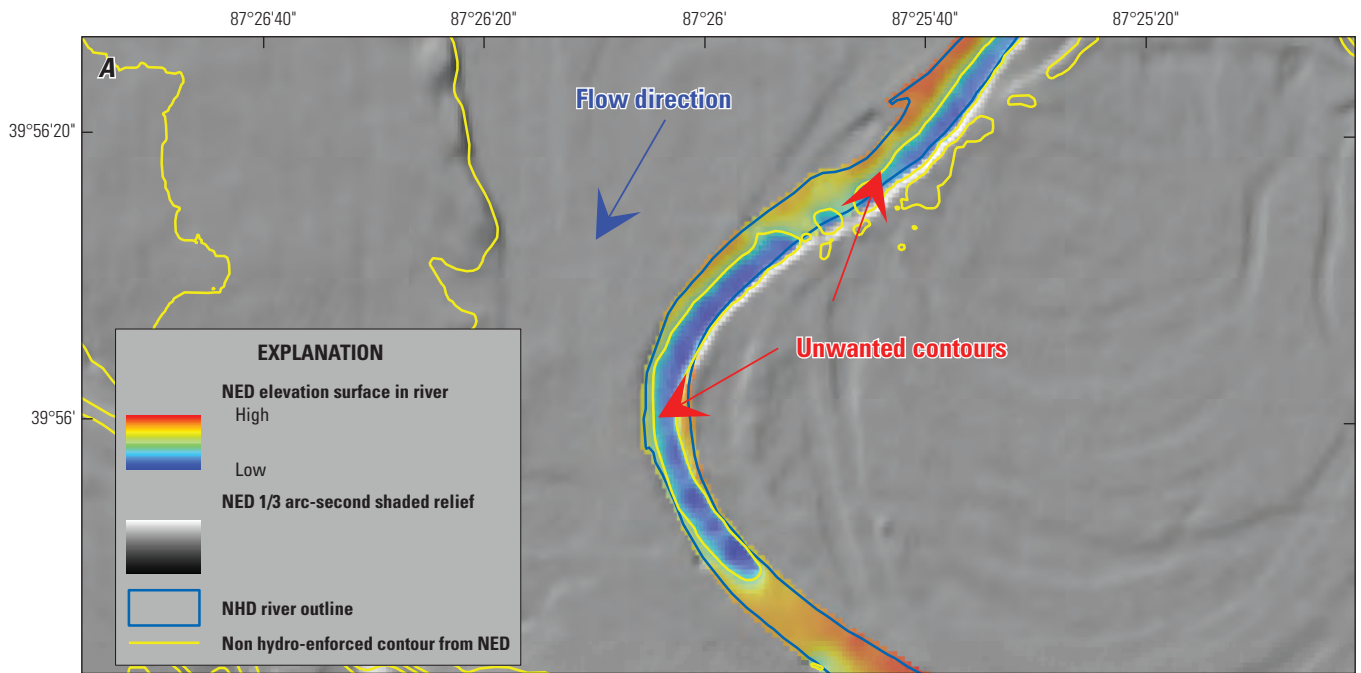 87°26'40" 87°26'20" 87°26' 87°25'40" 87°25'20"
A
Flow direction
39°56'20"
Unwanted contours
EXPLANATION
NED elevation surface in river
High
39°56'
Low
NED 1/3 arc-second shaded relief
NHD river outline
Non hydro-enforced contour from NED